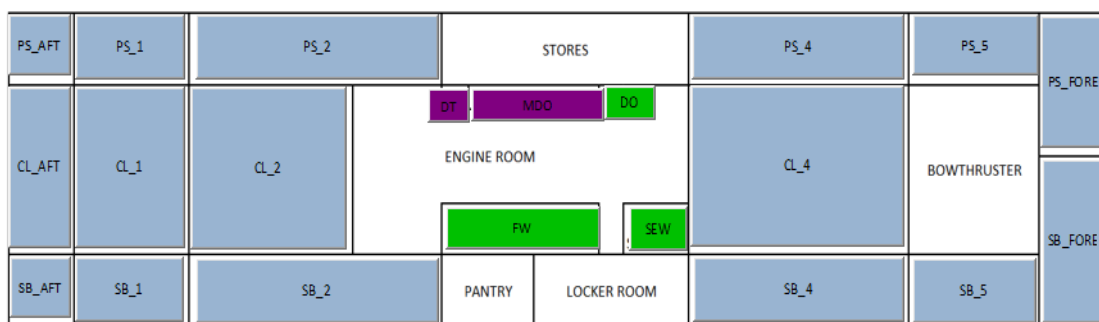 PS_AFT
PS_1
PS_2
STORES
PS_4
PS_5
PS_FORE
DT
MDO
DO
CL_AFT
CL_1
CL_2
ENGINE ROOM
CL_4
BOWTHRUSTER
FW
SEW
SB_FORE
SB_AFT
SB_1
SB_2
PANTRY
LOCKER ROOM
SB_4
SB_5